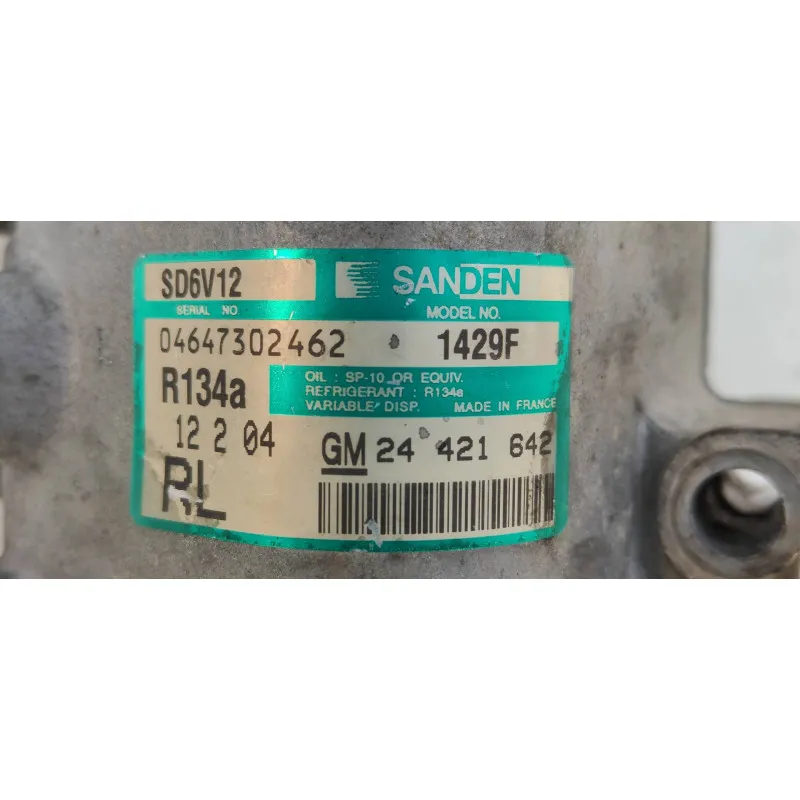 SD6V12 SANDEN
SERIAL NO. MODEL NO.
04647302462 1429F
R134a OIL : SP-10 OR EQUIV.
REFRIGERANT : R134a
VARIABLE DISP. MADE IN FRANCE
12 2 04 GM 24 421 642
RL